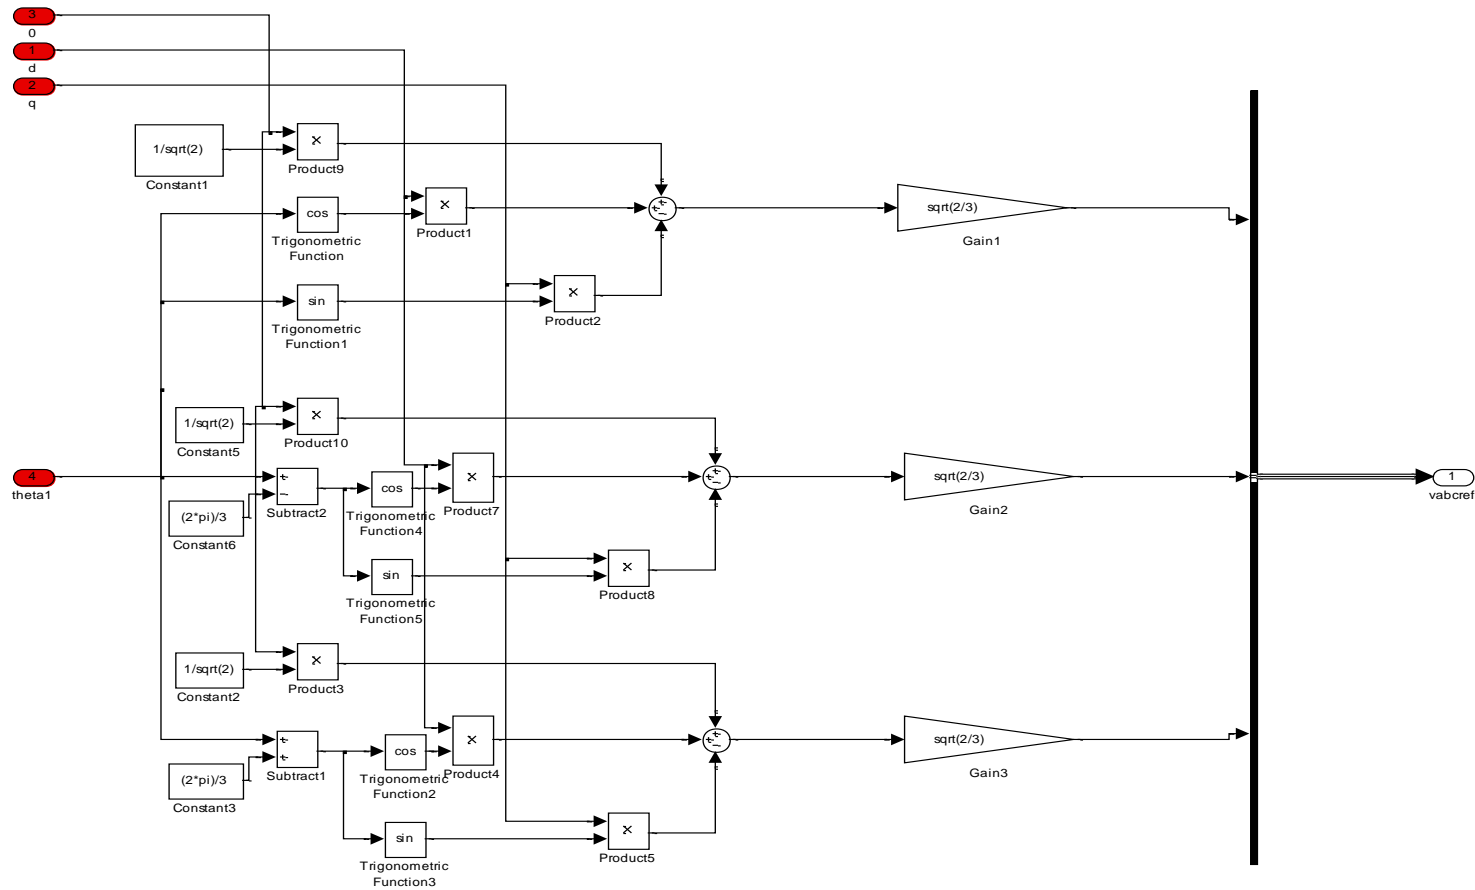 3
0
1
d
2
q
1/sqrt(2)
Constant1
×
Product9
cos
Trigonometric
Function
×
Product1
sin
Trigonometric
Function1
×
Product2
sqrt(2/3)
Gain1
1/sqrt(2)
Constant5
×
Product10
4
theta1
(2*pi)/3
Constant6
+
−
Subtract2
cos
Trigonometric
Function4
×
Product7
sin
Trigonometric
Function5
×
Product8
sqrt(2/3)
Gain2
1
vabcref
1/sqrt(2)
Constant2
×
Product3
(2*pi)/3
Constant3
+
+
Subtract1
cos
Trigonometric
Function2
×
Product4
sin
Trigonometric
Function3
×
Product5
sqrt(2/3)
Gain3